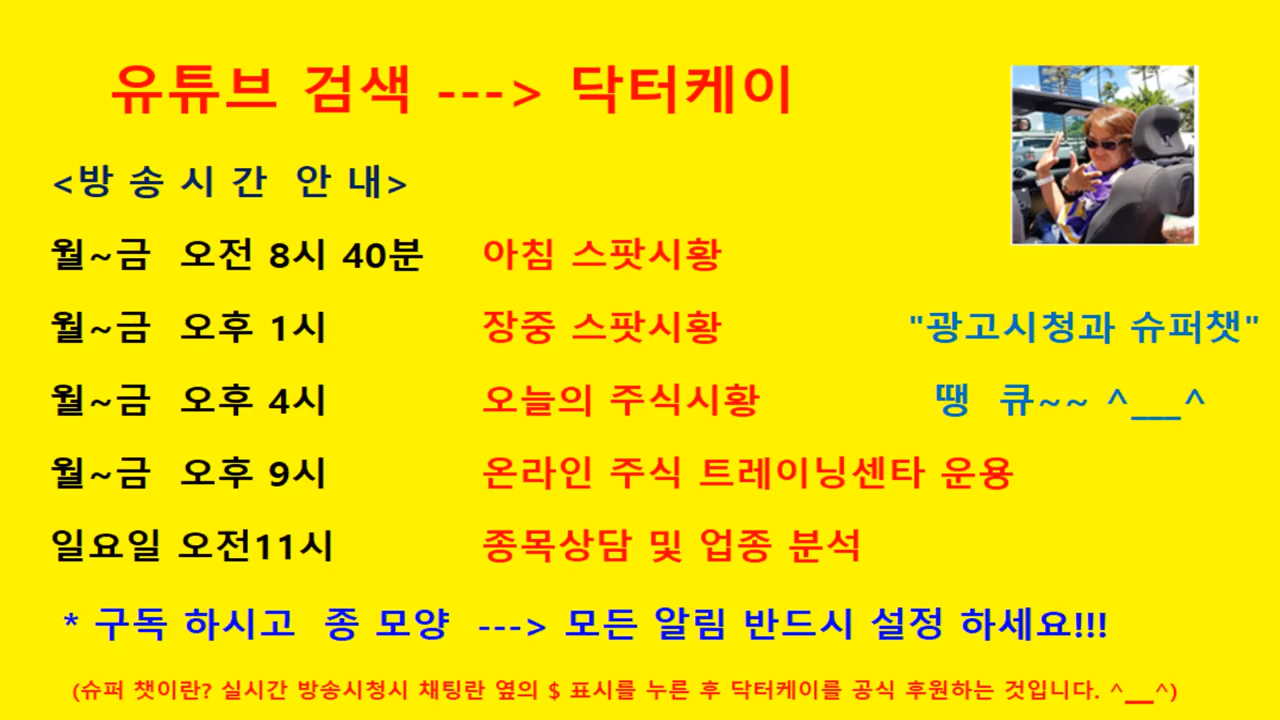 유튜브 검색 ---> 닥터케이
<방 송 시 간 안 내>
월~금 오전 8시 40분 아침 스팟시황
월~금 오후 1시 장중 스팟시황 "광고시청과 슈퍼챗"
월~금 오후 4시 오늘의 주식시황 땡 큐~~ ^___^
월~금 오후 9시 온라인 주식 트레이닝센타 운용
일요일 오전11시 종목상담 및 업종 분석
* 구독 하시고 종 모양 ---> 모든 알림 반드시 설정 하세요!!!
(슈퍼 챗이란? 실시간 방송시청시 채팅란 옆의 $ 표시를 누른 후 닥터케이를 공식 후원하는 것입니다. ^__^)